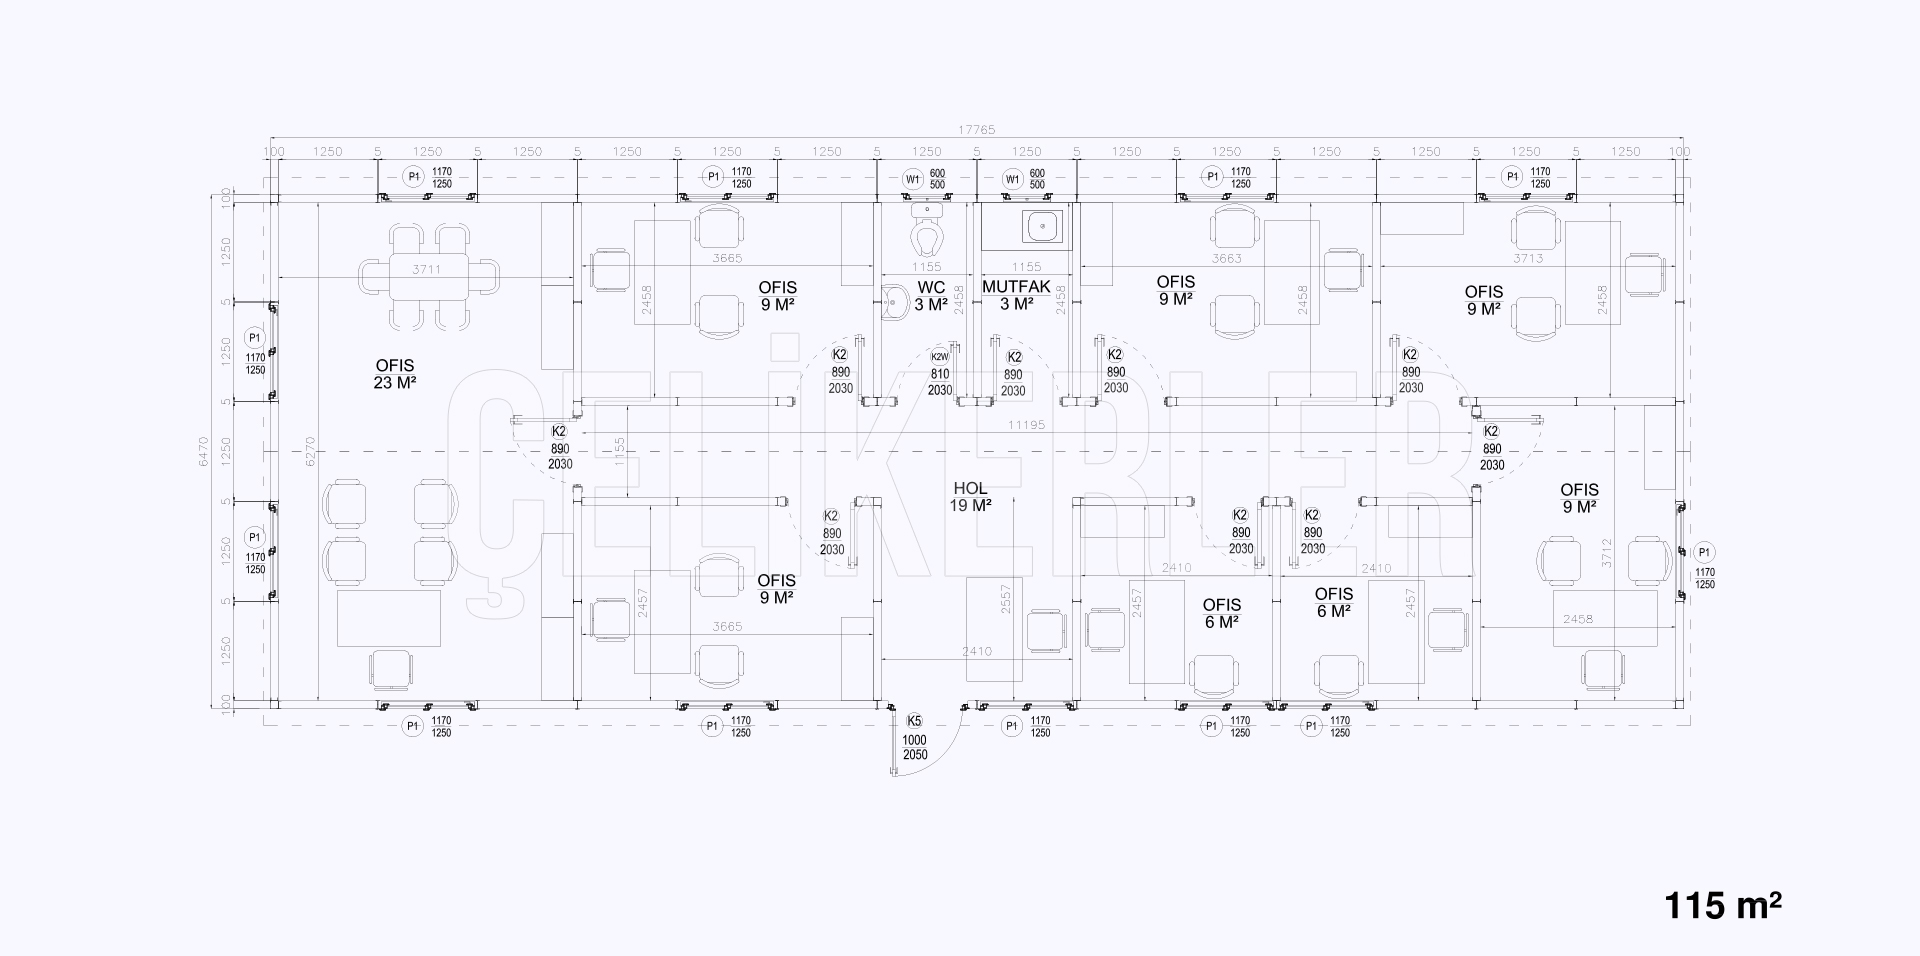 17765
100 1250 5 1250 5 1250 5 1250 5 1250 5 1250 5 1250 5 1250 5 1250 5 1250 5 1250 5 1250 5 1250 5 1250 100
P1 1170 1250
P1 1170 1250
W1 600 500
W1 600 500
P1 1170 1250
P1 1170 1250
100
1250
5
1250
5
1250
5
1250
5
1250
100
6470
6270
3711
3665
1155
1155
3663
3713
2458
2458
2458
2458
2458
OFIS
23 M²
OFIS
9 M²
WC
3 M²
MUTFAK
3 M²
OFIS
9 M²
OFIS
9 M²
P1
1170
1250
P1
1170
1250
K2
890
2030
K2W
810
2030
K2
890
2030
K2
890
2030
K2
890
2030
ÇELİKBİLER
K2
890
2030
1155
11195
K2
890
2030
HOL
19 M²
OFIS
9 M²
K2
890
2030
K2
890
2030
K2
890
2030
3712
P1
1170
1250
2410
2410
OFIS
9 M²
2457
2557
2457
OFIS
6 M²
OFIS
6 M²
2457
3665
2410
2458
P1 1170 1250
P1 1170 1250
K5
1000
2050
P1 1170 1250
P1 1170 1250
P1 1170 1250
115 m²